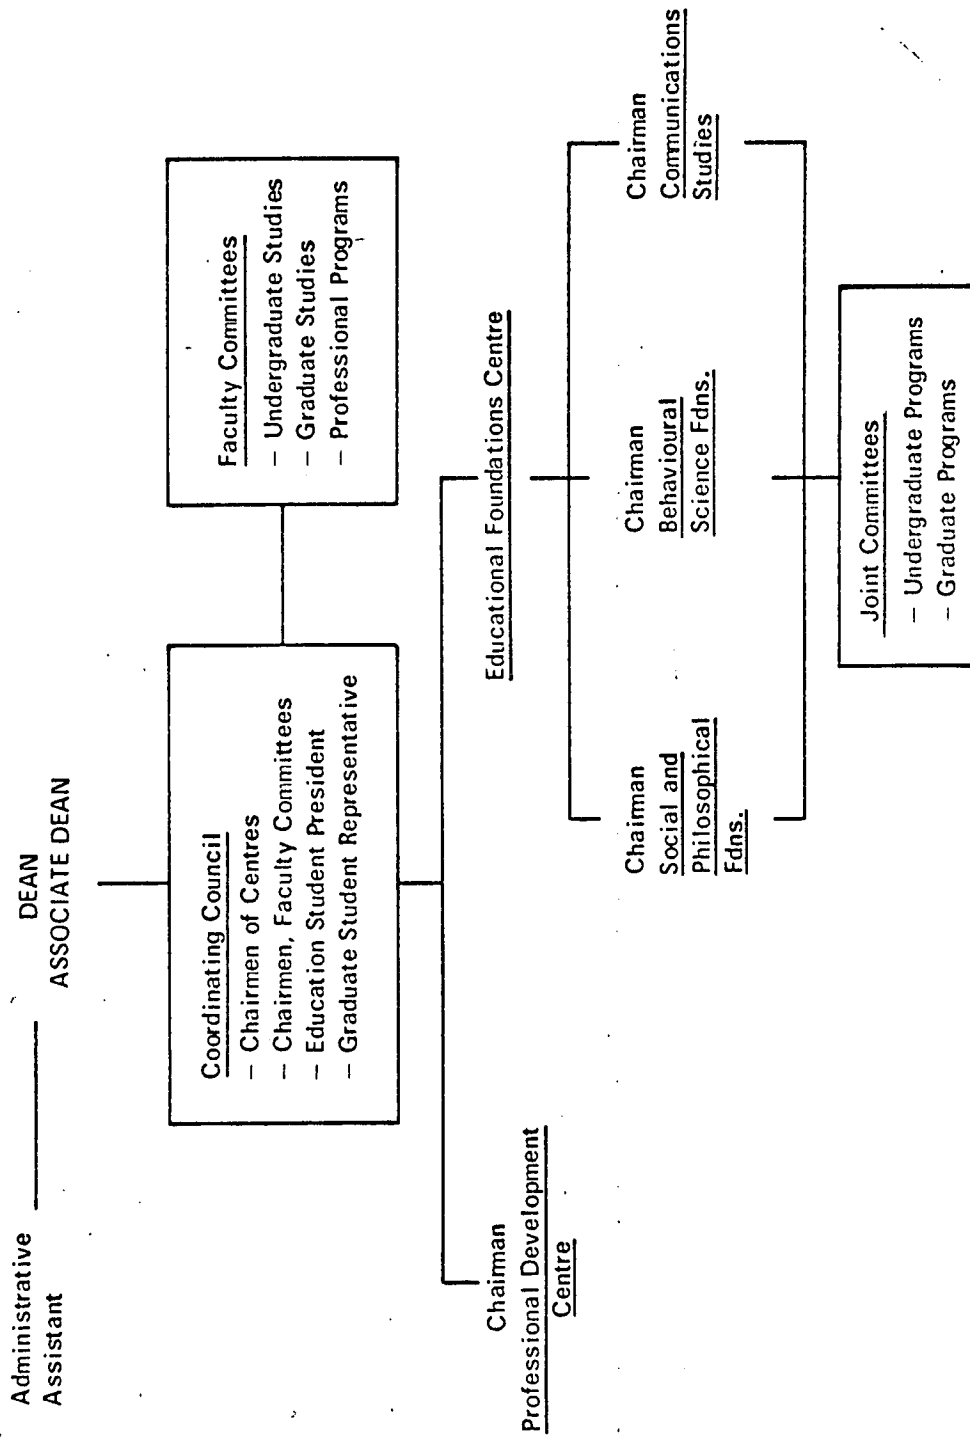 Administrative
Assistant
DEAN
ASSOCIATE DEAN
Coordinating Council
– Chairmen of Centres
– Chairmen, Faculty Committees
– Education Student President
– Graduate Student Representative
Faculty Committees
– Undergraduate Studies
– Graduate Studies
– Professional Programs
Chairman
Professional Development
Centre
Educational Foundations Centre
Chairman
Social and
Philosophical
Fdns.
Chairman
Behavioural
Science Fdns.
Chairman
Communications
Studies
Joint Committees
– Undergraduate Programs
– Graduate Programs